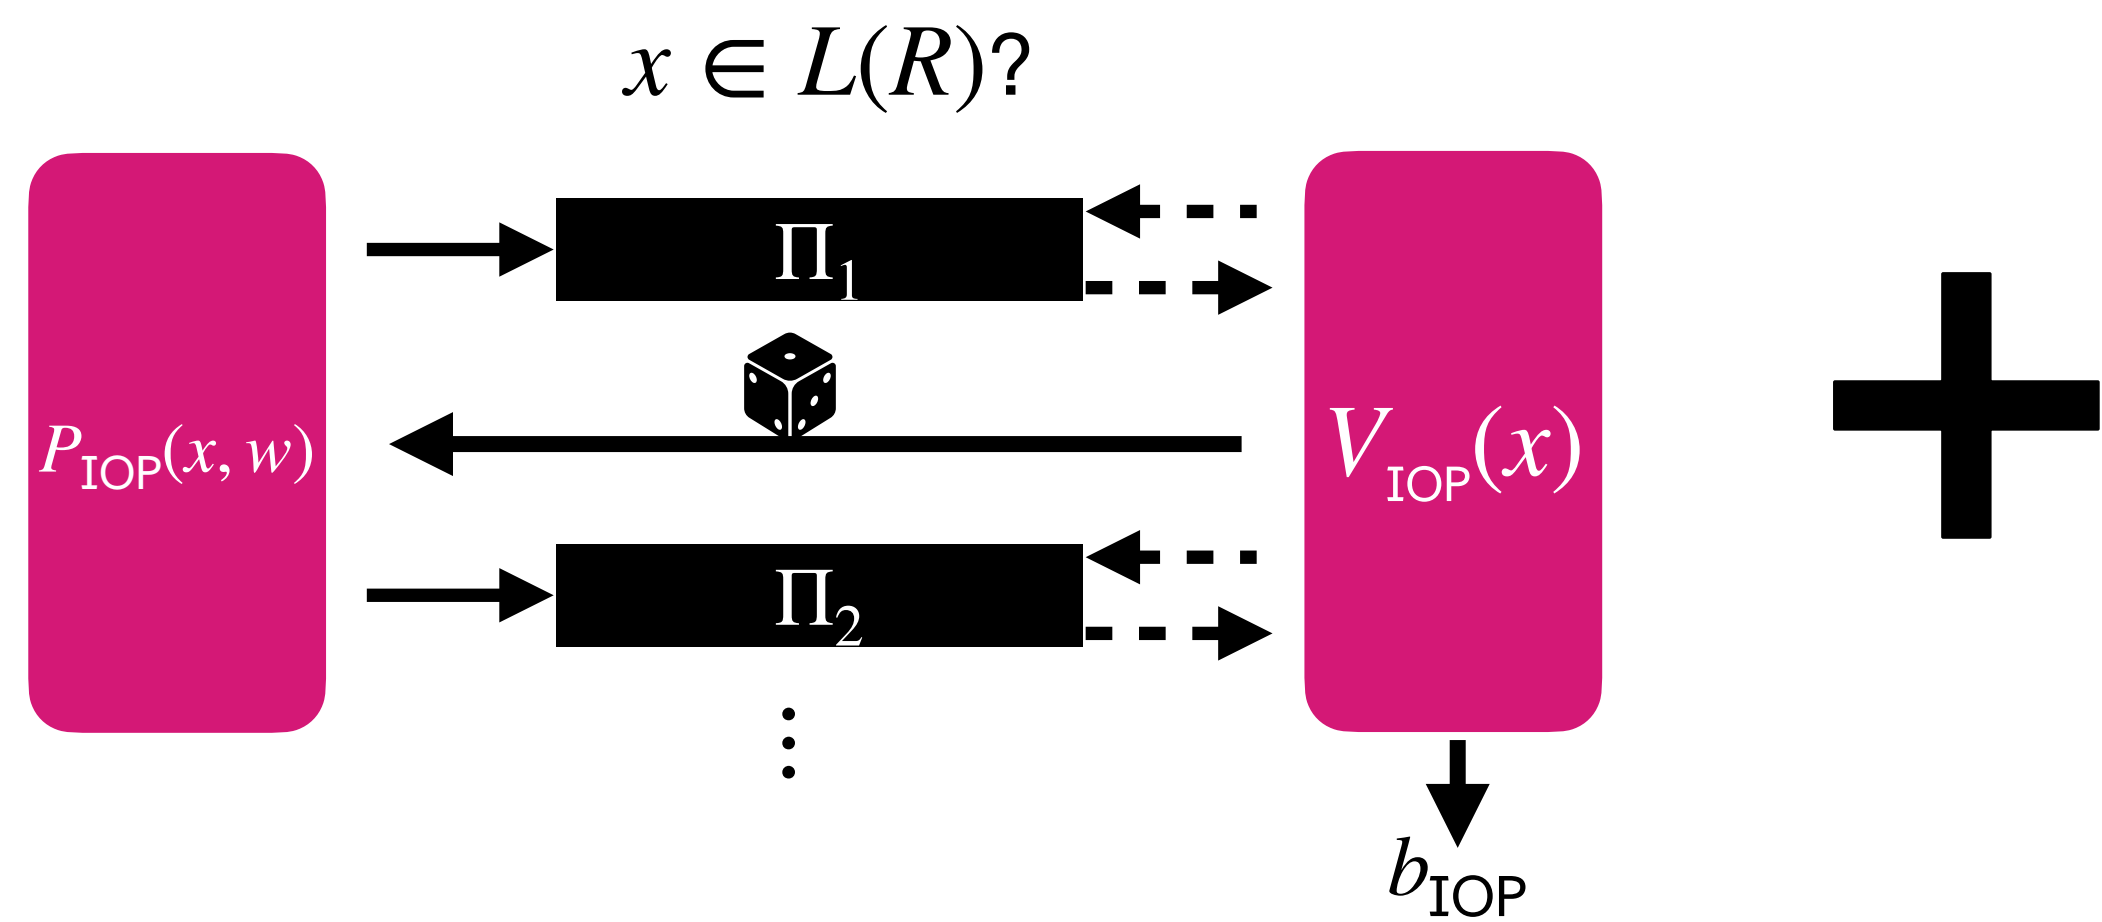 x ∈ L(R)?
Π₁
P_IOP(x, w)
V_IOP(x)
Π₂
⋮
b_IOP